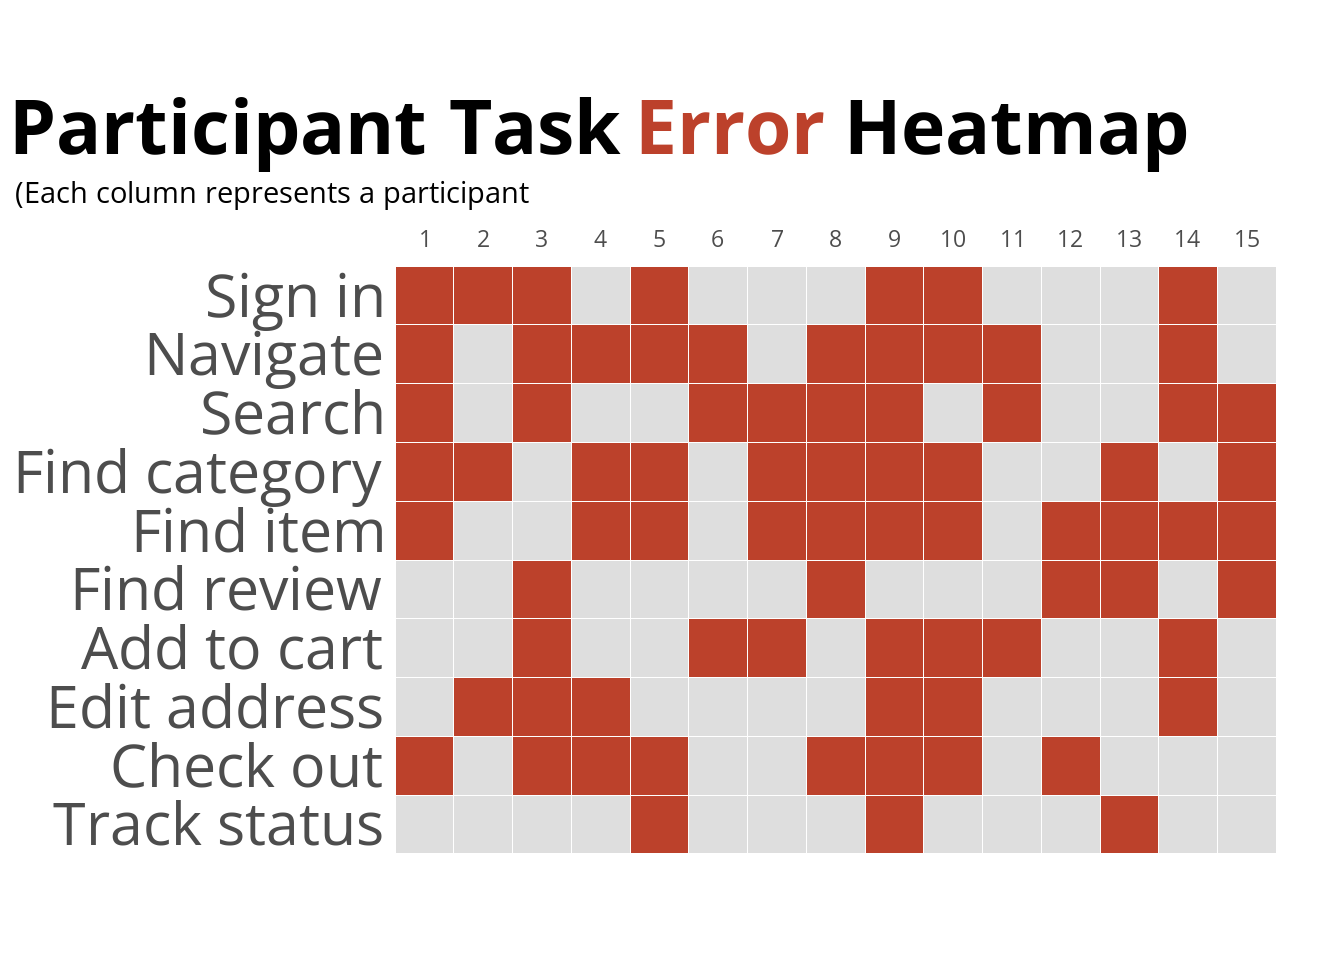 Participant Task Error Heatmap
(Each column represents a participant
1 2 3 4 5 6 7 8 9 10 11 12 13 14 15
Sign in
Navigate
Search
Find category
Find item
Find review
Add to cart
Edit address
Check out
Track status